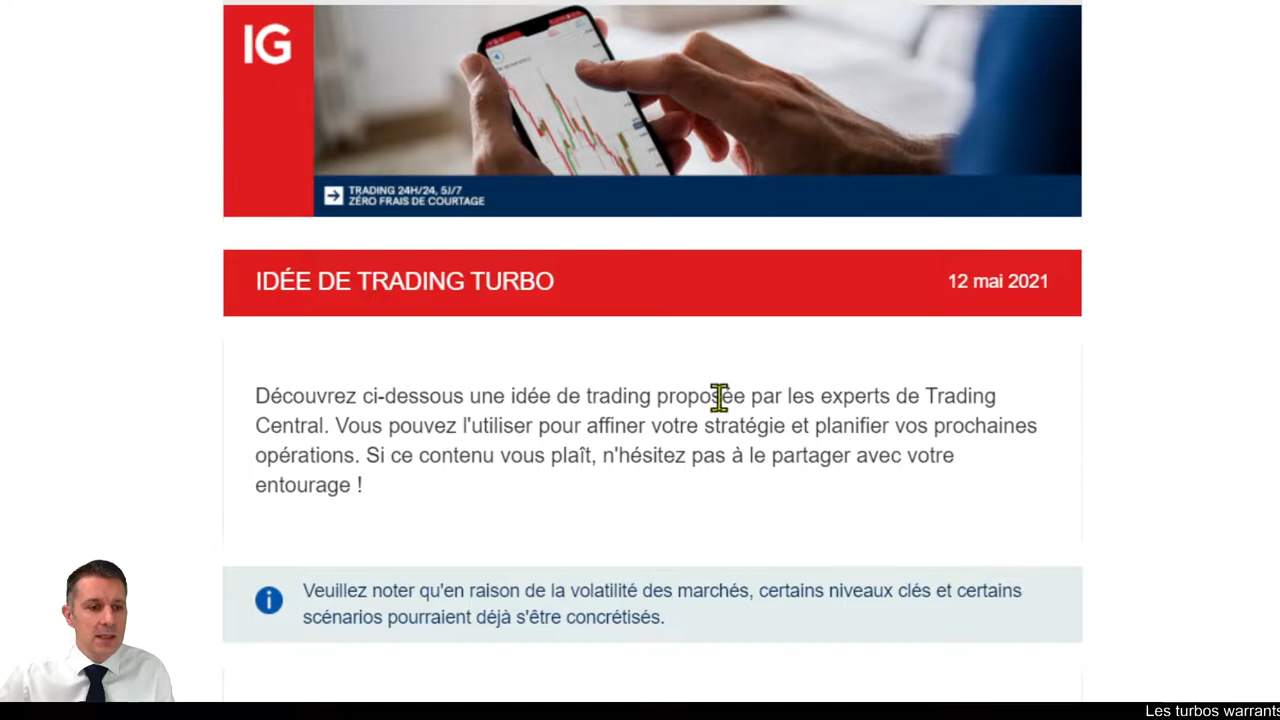 IG
TRADING 24H/24, 5J/7
ZÉRO FRAIS DE COURTAGE
IDÉE DE TRADING TURBO
12 mai 2021
Découvrez ci-dessous une idée de trading proposée par les experts de Trading
Central. Vous pouvez l'utiliser pour affiner votre stratégie et planifier vos prochaines
opérations. Si ce contenu vous plaît, n'hésitez pas à le partager avec votre
entourage !
Veuillez noter qu'en raison de la volatilité des marchés, certains niveaux clés et certains
scénarios pourraient déjà s'être concrétisés.
Les turbos warrants